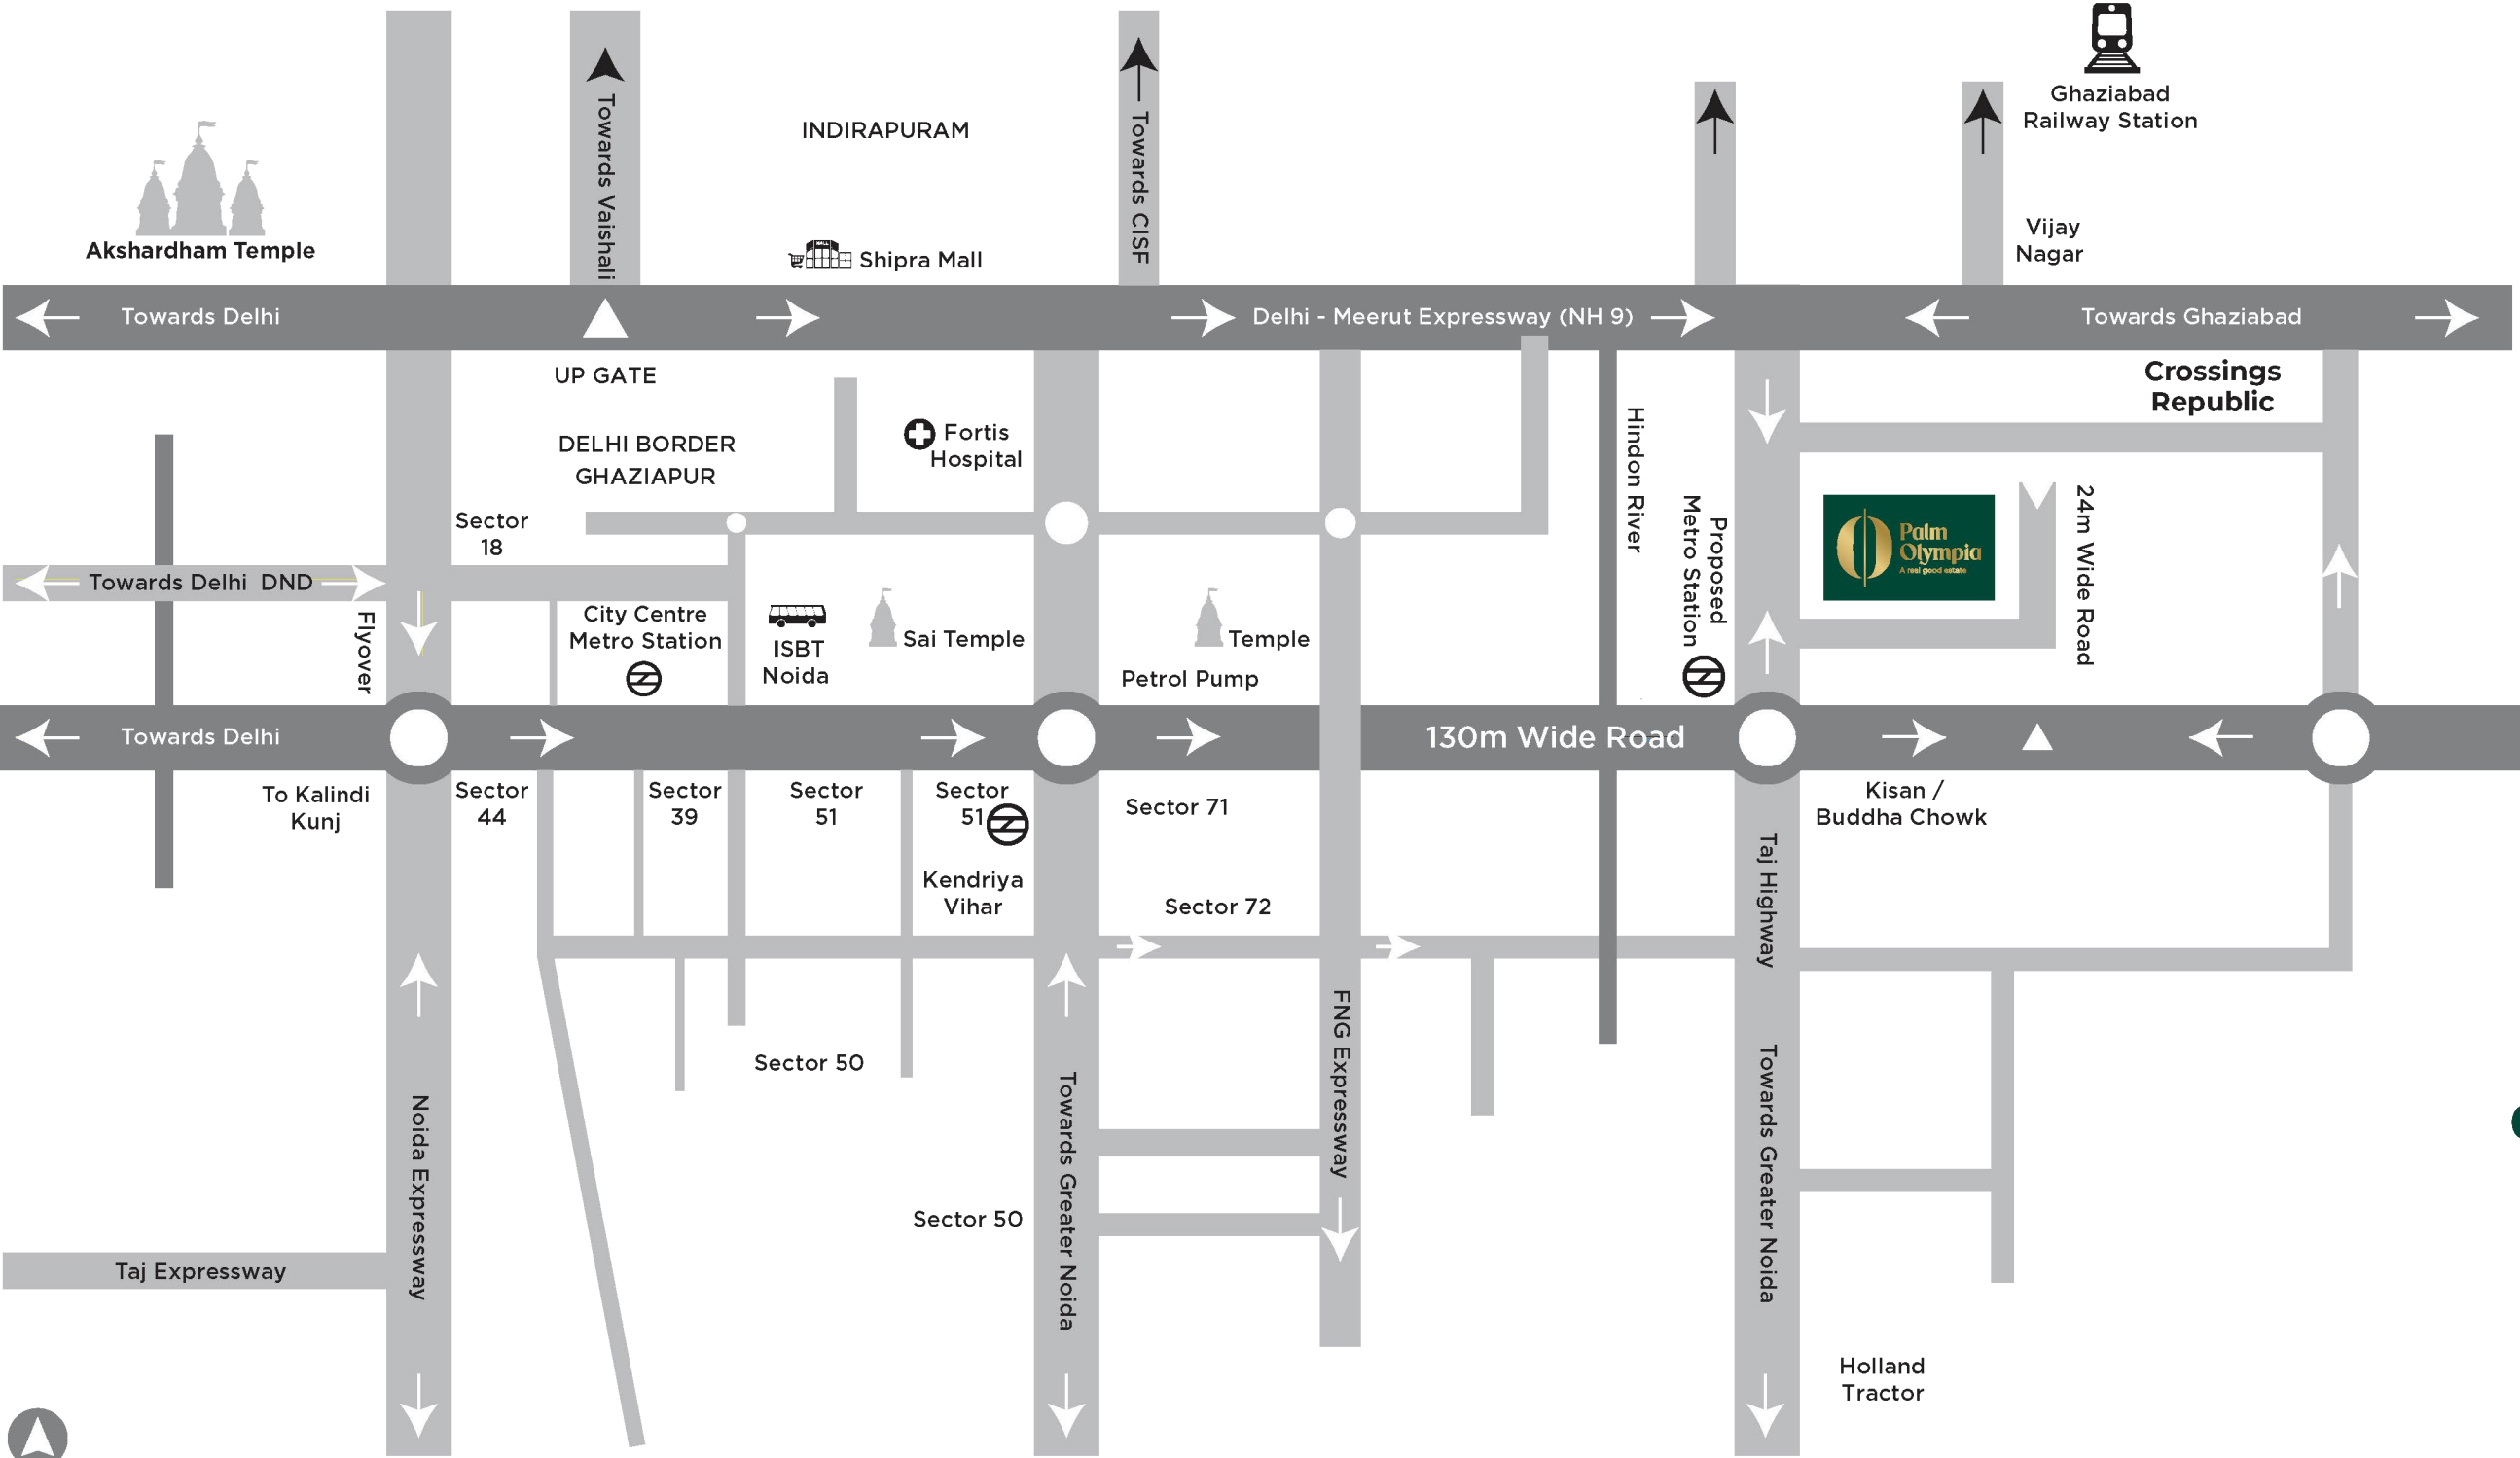 Ghaziabad
Railway Station
Towards Vaishali
INDIRAPURAM
Towards CISF
Akshardham Temple
Shipra Mall
Vijay
Nagar
Towards Delhi
Delhi - Meerut Expressway (NH 9)
Towards Ghaziabad
UP GATE
Crossings
Republic
DELHI BORDER
GHAZIAPUR
Fortis
Hospital
Hindon River
Sector
18
Proposed
Metro Station
Palm
Olympia
A real good estate
24m Wide Road
Towards Delhi DND
Flyover
City Centre
Metro Station
ISBT
Noida
Sai Temple
Temple
Petrol Pump
Towards Delhi
130m Wide Road
To Kalindi
Kunj
Sector
44
Sector
39
Sector
51
Sector
51
Sector 71
Kisan /
Buddha Chowk
Kendriya
Vihar
Sector 72
Taj Highway
Sector 50
Noida Expressway
Towards Greater Noida
FNG Expressway
Towards Greater Noida
Sector 50
Taj Expressway
Holland
Tractor